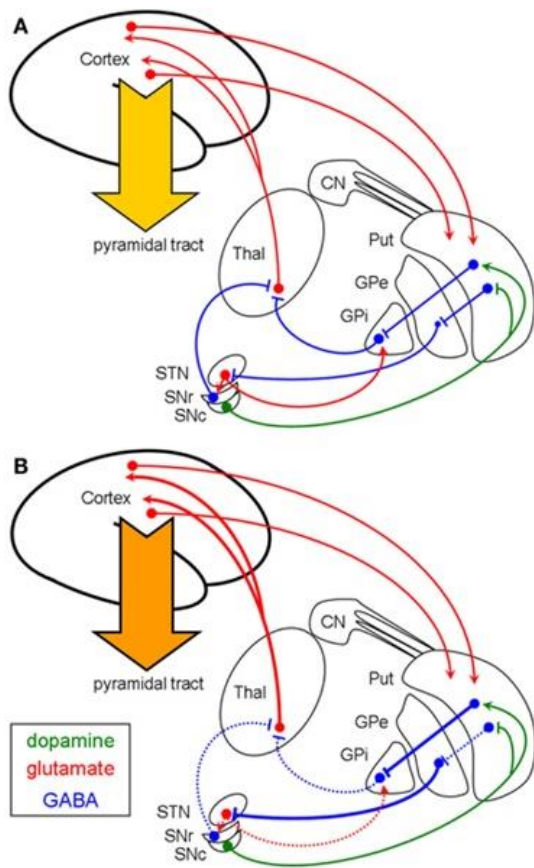 A
Cortex
pyramidal tract
CN
Thal
Put
GPe
GPi
STN
SNr
SNc
B
Cortex
pyramidal tract
CN
Thal
Put
GPe
GPi
STN
SNr
SNc
dopamine
glutamate
GABA